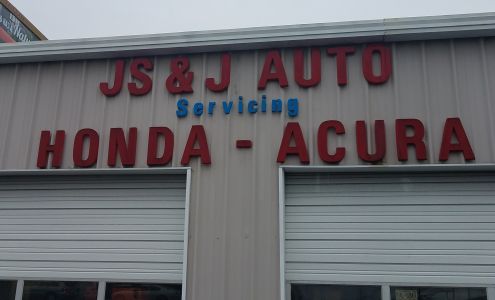 JS & J AUTO
Servicing
HONDA - ACURA